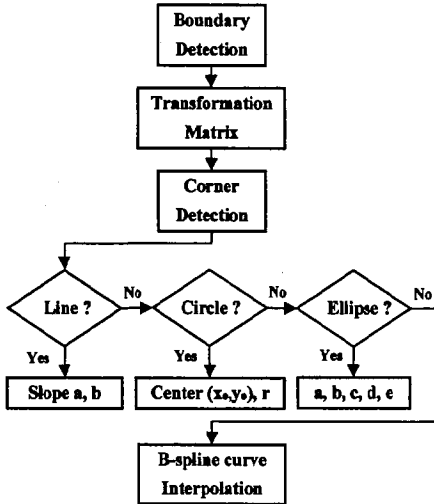 Boundary
Detection
Transformation
Matrix
Corner
Detection
Line ?
No
Circle ?
No
Ellipse ?
No
Yes
Yes
Yes
Slope a, b
Center (x₀,y₀), r
a, b, c, d, e
B-spline curve
Interpolation